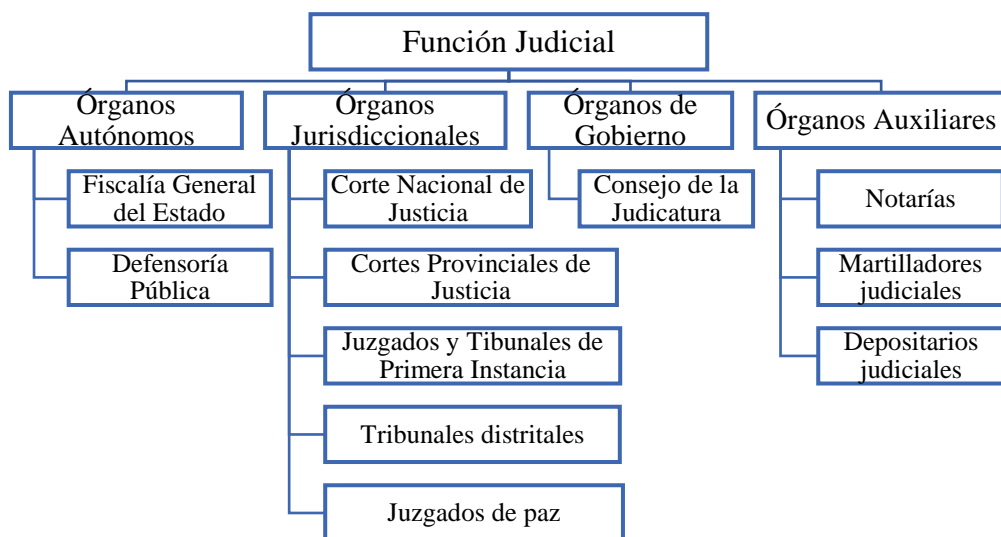 Función Judicial
Órganos
Autónomos
Fiscalía General
del Estado
Defensoría
Pública
Órganos
Jurisdiccionales
Corte Nacional de
Justicia
Cortes Provinciales de
Justicia
Juzgados y Tibunales de
Primera Instancia
Tribunales distritales
Juzgados de paz
Órganos de
Gobierno
Consejo de la
Judicatura
Órganos Auxiliares
Notarías
Martilladores
judiciales
Depositarios
judiciales